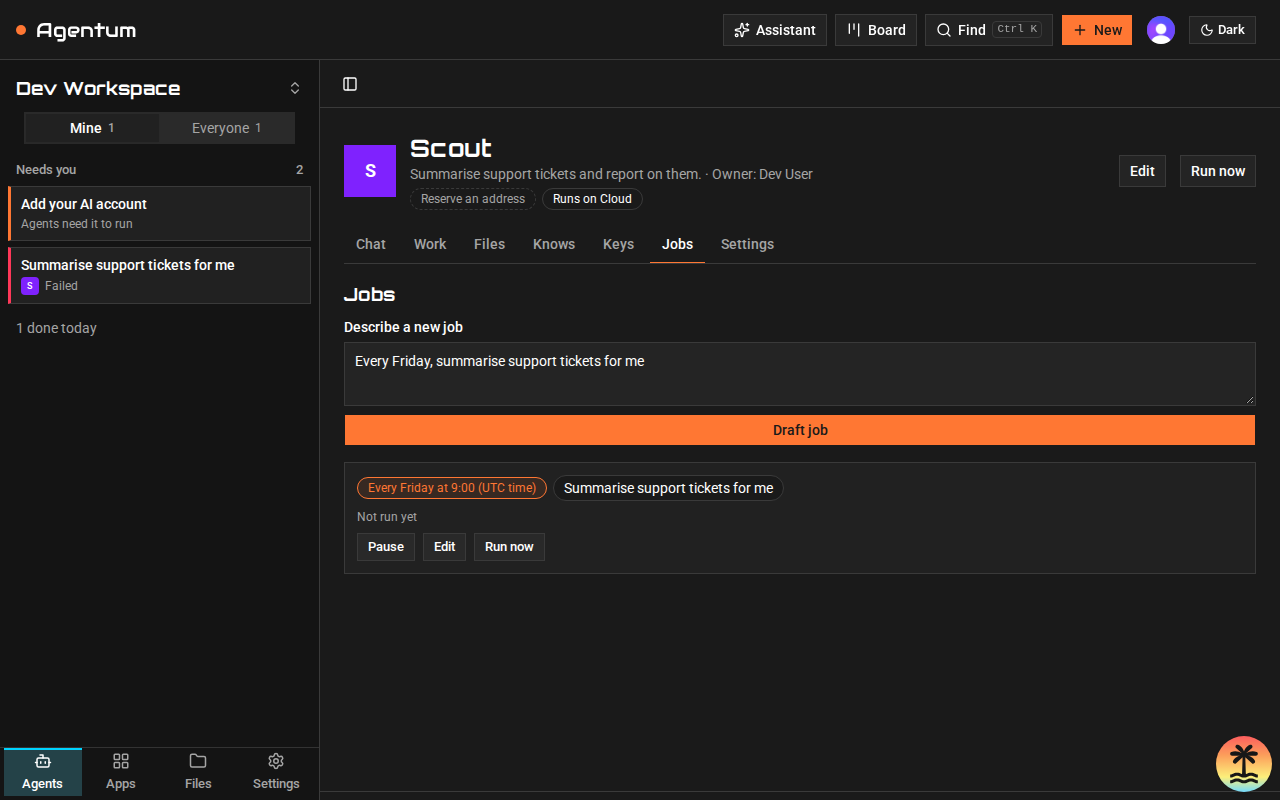 Agentum
Assistant
Board
Find Ctrl K
New
Dark
Dev Workspace
Mine 1
Everyone 1
Needs you 2
Add your AI account
Agents need it to run
Summarise support tickets for me
S Failed
1 done today
Agents
Apps
Files
Settings
S
Scout
Summarise support tickets and report on them. · Owner: Dev User
Reserve an address
Runs on Cloud
Edit
Run now
Chat
Work
Files
Knows
Keys
Jobs
Settings
Jobs
Describe a new job
Every Friday, summarise support tickets for me
Draft job
Every Friday at 9:00 (UTC time)
Summarise support tickets for me
Not run yet
Pause
Edit
Run now